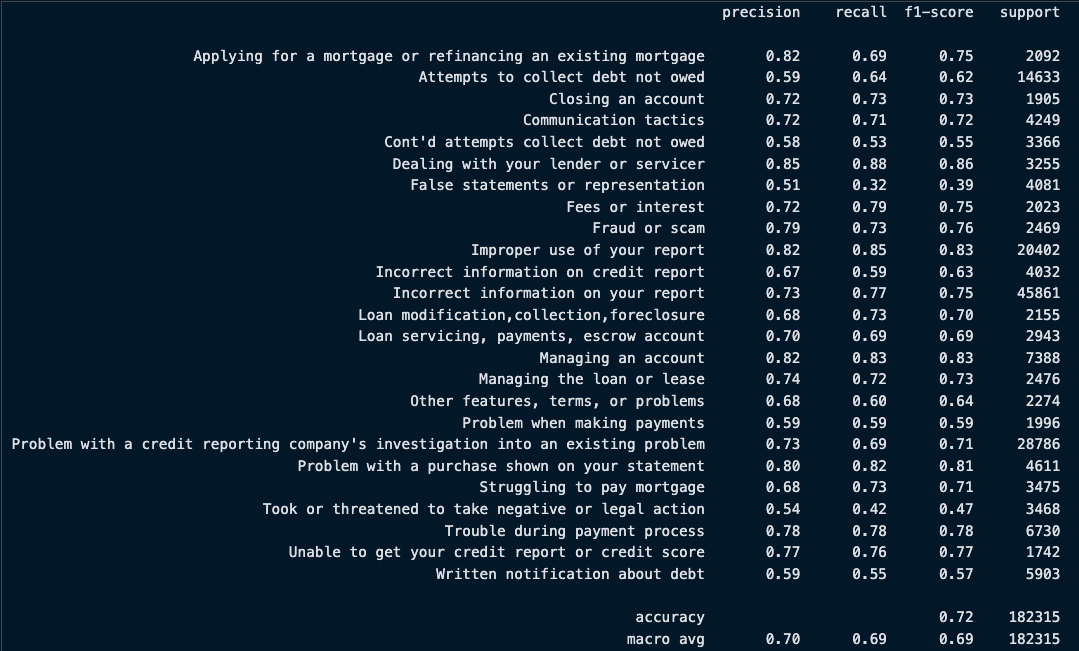 precision recall f1-score support
Applying for a mortgage or refinancing an existing mortgage 0.82 0.69 0.75 2092
Attempts to collect debt not owed 0.59 0.64 0.62 14633
Closing an account 0.72 0.73 0.73 1905
Communication tactics 0.72 0.71 0.72 4249
Cont'd attempts collect debt not owed 0.58 0.53 0.55 3366
Dealing with your lender or servicer 0.85 0.88 0.86 3255
False statements or representation 0.51 0.32 0.39 4081
Fees or interest 0.72 0.79 0.75 2023
Fraud or scam 0.79 0.73 0.76 2469
Improper use of your report 0.82 0.85 0.83 20402
Incorrect information on credit report 0.67 0.59 0.63 4032
Incorrect information on your report 0.73 0.77 0.75 45861
Loan modification,collection,foreclosure 0.68 0.73 0.70 2155
Loan servicing, payments, escrow account 0.70 0.69 0.69 2943
Managing an account 0.82 0.83 0.83 7388
Managing the loan or lease 0.74 0.72 0.73 2476
Other features, terms, or problems 0.68 0.60 0.64 2274
Problem when making payments 0.59 0.59 0.59 1996
Problem with a credit reporting company's investigation into an existing problem 0.73 0.69 0.71 28786
Problem with a purchase shown on your statement 0.80 0.82 0.81 4611
Struggling to pay mortgage 0.68 0.73 0.71 3475
Took or threatened to take negative or legal action 0.54 0.42 0.47 3468
Trouble during payment process 0.78 0.78 0.78 6730
Unable to get your credit report or credit score 0.77 0.76 0.77 1742
Written notification about debt 0.59 0.55 0.57 5903
accuracy 0.72 182315
macro avg 0.70 0.69 0.69 182315